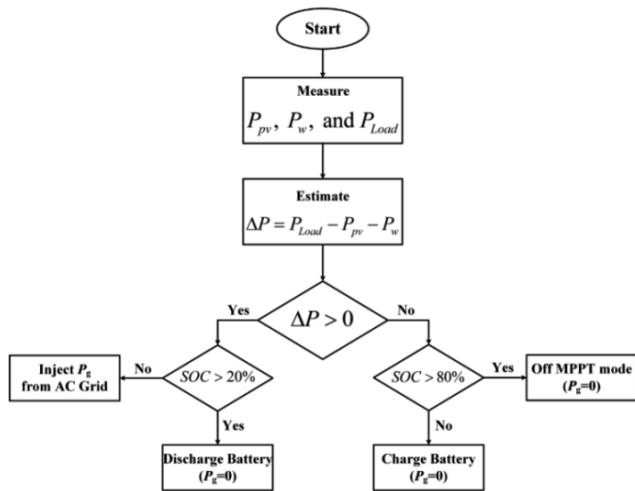 Start
Measure
P_pv, P_w, and P_Load
Estimate
ΔP = P_Load − P_pv − P_w
Yes
No
ΔP > 0
Inject P_g
from AC Grid
No
SOC > 20%
SOC > 80%
Yes
Off MPPT mode
(P_g=0)
Yes
No
Discharge Battery
(P_g=0)
Charge Battery
(P_g=0)